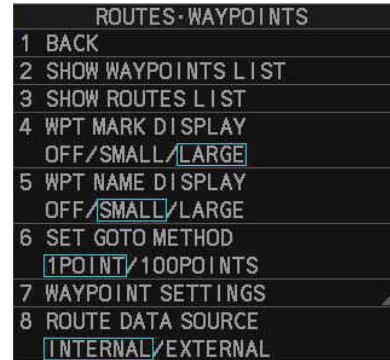 ROUTES·WAYPOINTS
1 BACK
2 SHOW WAYPOINTS LIST
3 SHOW ROUTES LIST
4 WPT MARK DISPLAY
OFF/SMALL/LARGE
5 WPT NAME DISPLAY
OFF/SMALL/LARGE
6 SET GOTO METHOD
1POINT/100POINTS
7 WAYPOINT SETTINGS
8 ROUTE DATA SOURCE
INTERNAL/EXTERNAL